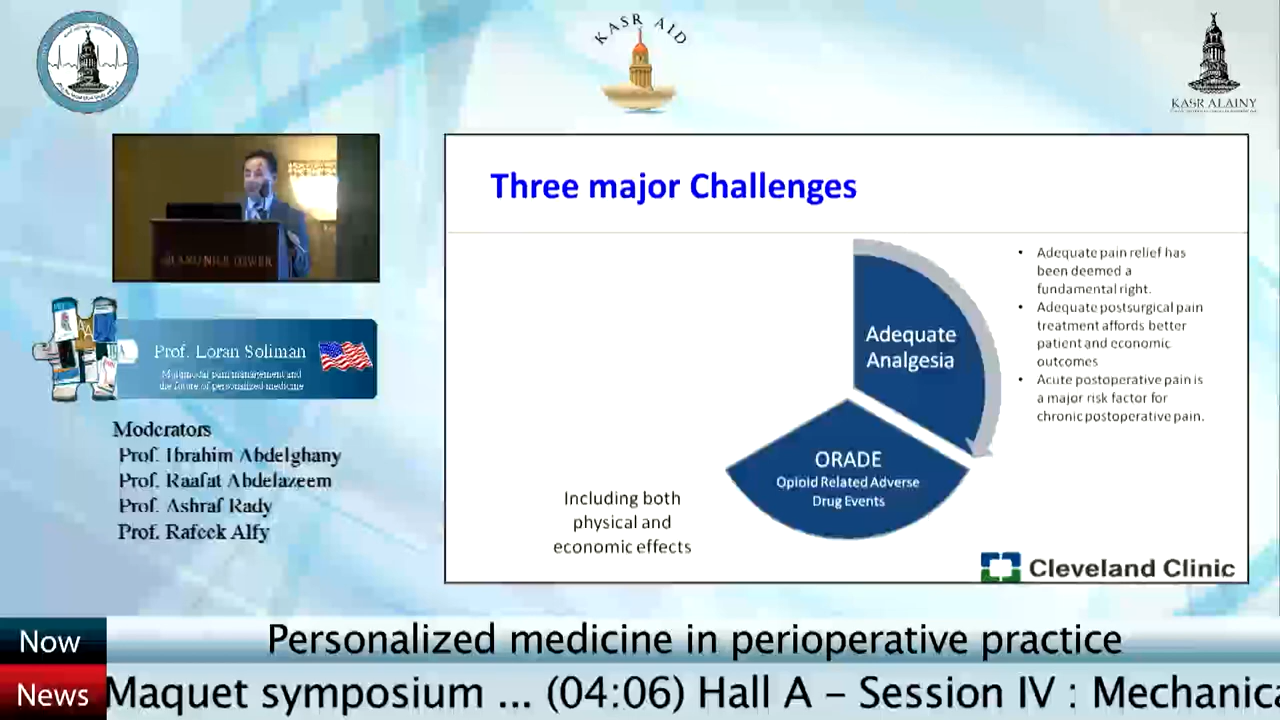 KASR AID
KASR ALAINY
Three major Challenges
Adequate
Analgesia
• Adequate pain relief has
been deemed a
fundamental right.
• Adequate postsurgical pain
treatment affords better
patient and economic
outcomes
• Acute postoperative pain is
a major risk factor for
chronic postoperative pain.
ORADE
Opioid Related Adverse
Drug Events
Including both
physical and
economic effects
Cleveland Clinic
Prof. Loran Soliman
Multimodal pain management and
the future of personalized medicine
Moderators
Prof. Ibrahim Abdelghany
Prof. Raafat Abdelazeem
Prof. Ashraf Rady
Prof. Rafeek Alfy
Now
Personalized medicine in perioperative practice
News
Maquet symposium ... (04:06) Hall A – Session IV : Mechanica